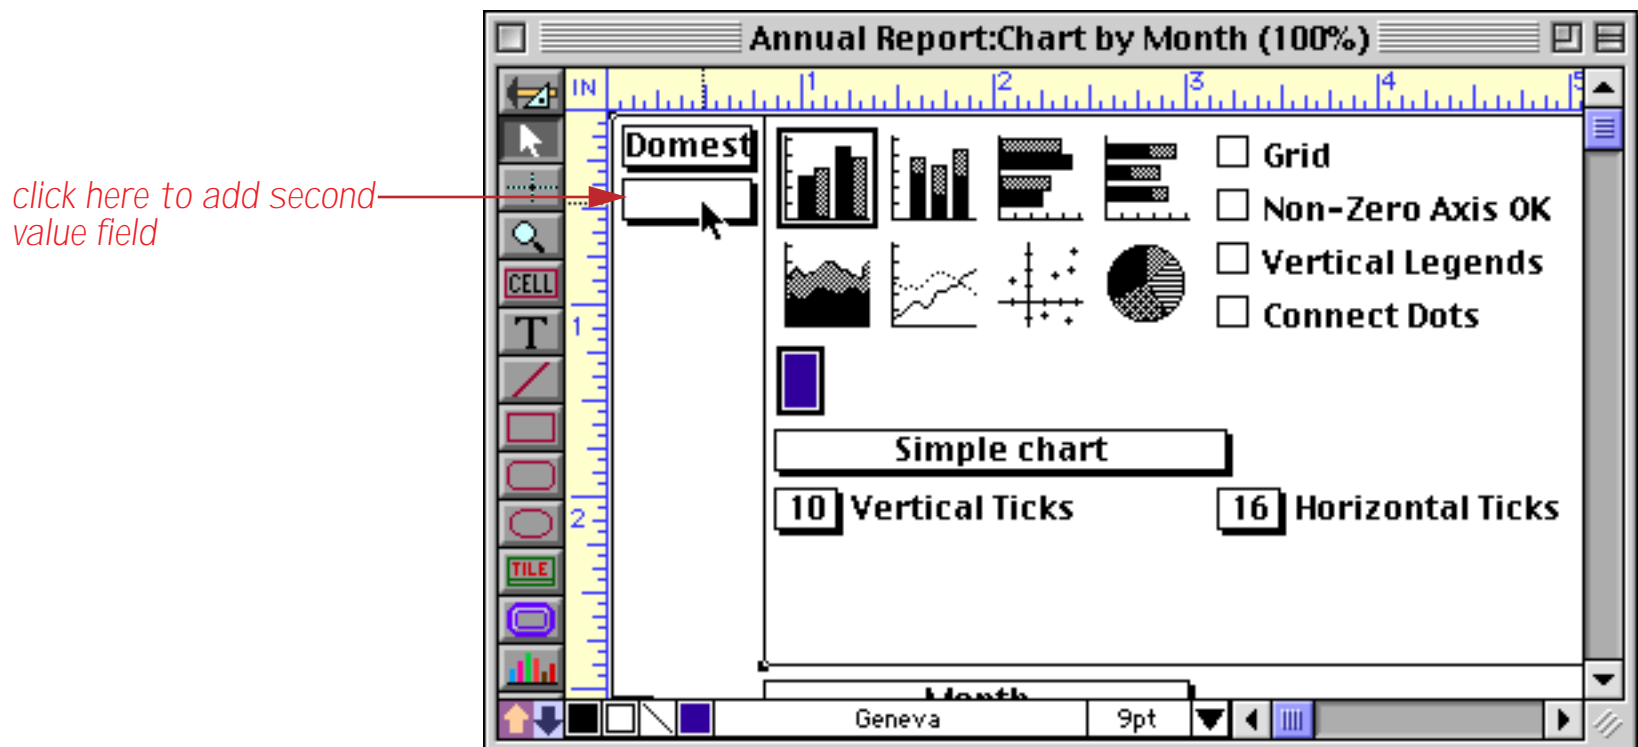 Annual Report:Chart by Month (100%)
IN
1
2
3
4
5
Domest
Grid
click here to add second
value field
Non-Zero Axis OK
CELL
Vertical Legends
T
1
Connect Dots
Simple chart
10 Vertical Ticks
16 Horizontal Ticks
2
TILE
Month
Geneva
9pt